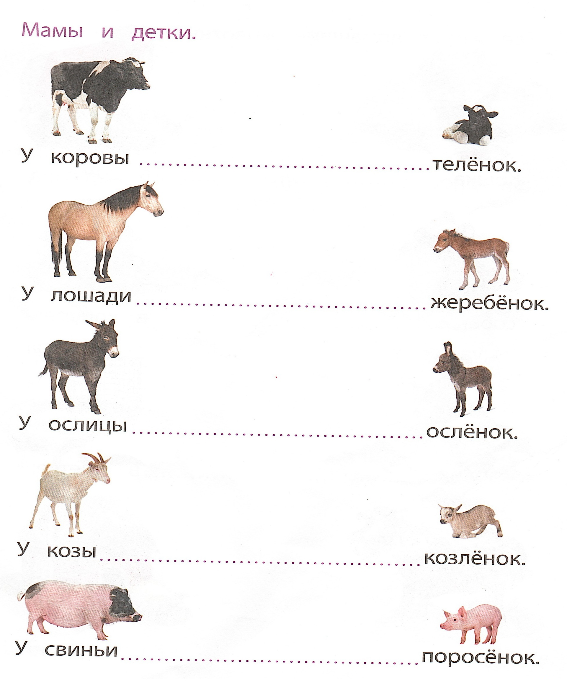 Мамы и детки.
У коровы ........................................ телёнок.
У лошади ........................................ жеребёнок.
У ослицы ........................................ ослёнок.
У козы ........................................ козлёнок.
У свиньи ........................................ поросёнок.